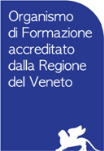 Organismo
di Formazione
accreditato
dalla Regione
del Veneto